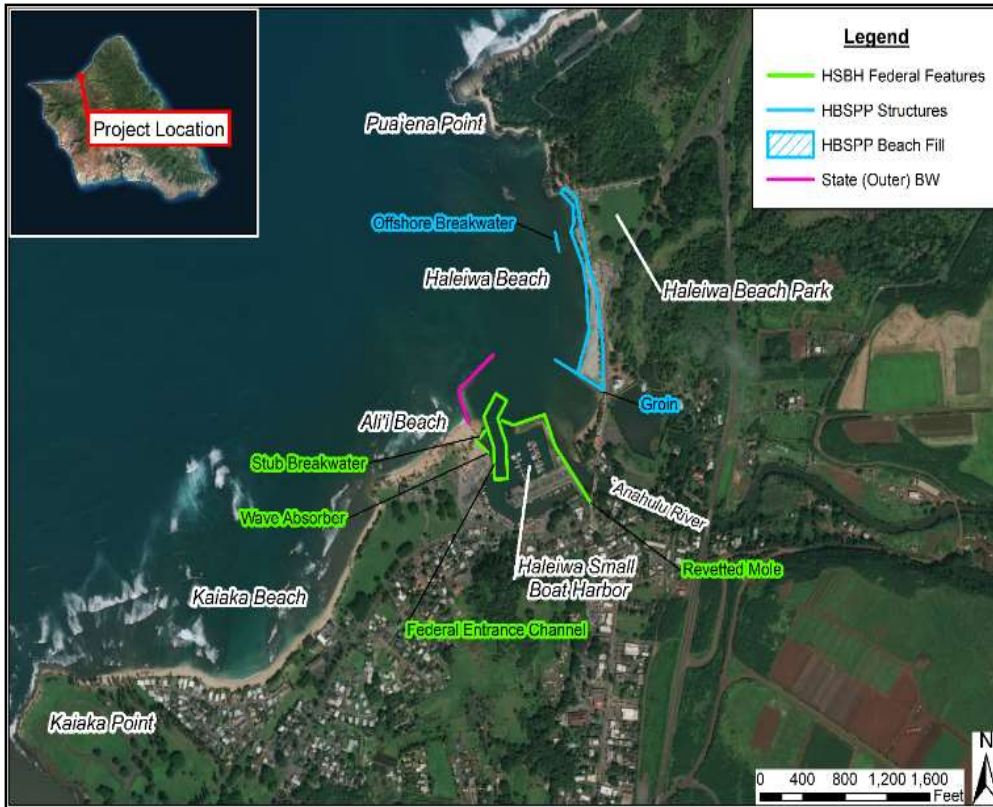 Project Location
Legend
HSBH Federal Features
HBSPP Structures
HBSPP Beach Fill
State (Outer) BW
Pua'ena Point
Offshore Breakwater
Haleiwa Beach
Haleiwa Beach Park
Groin
Ali'i Beach
Stub Breakwater
Wave Absorber
'Anahulu River
Haleiwa Small
Boat Harbor
Revetted Mole
Kaiaka Beach
Federal Entrance Channel
Kaiaka Point
N
0 400 800 1,200 1,600
Feet